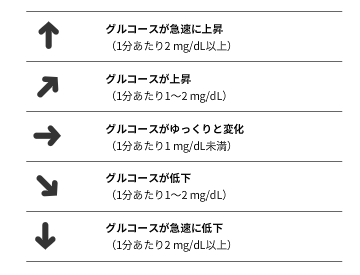 グルコースが急速に上昇
（1分あたり2 mg/dL以上）
グルコースが上昇
（1分あたり1～2 mg/dL）
グルコースがゆっくりと変化
（1分あたり1 mg/dL未満）
グルコースが低下
（1分あたり1～2 mg/dL）
グルコースが急速に低下
（1分あたり2 mg/dL以上）